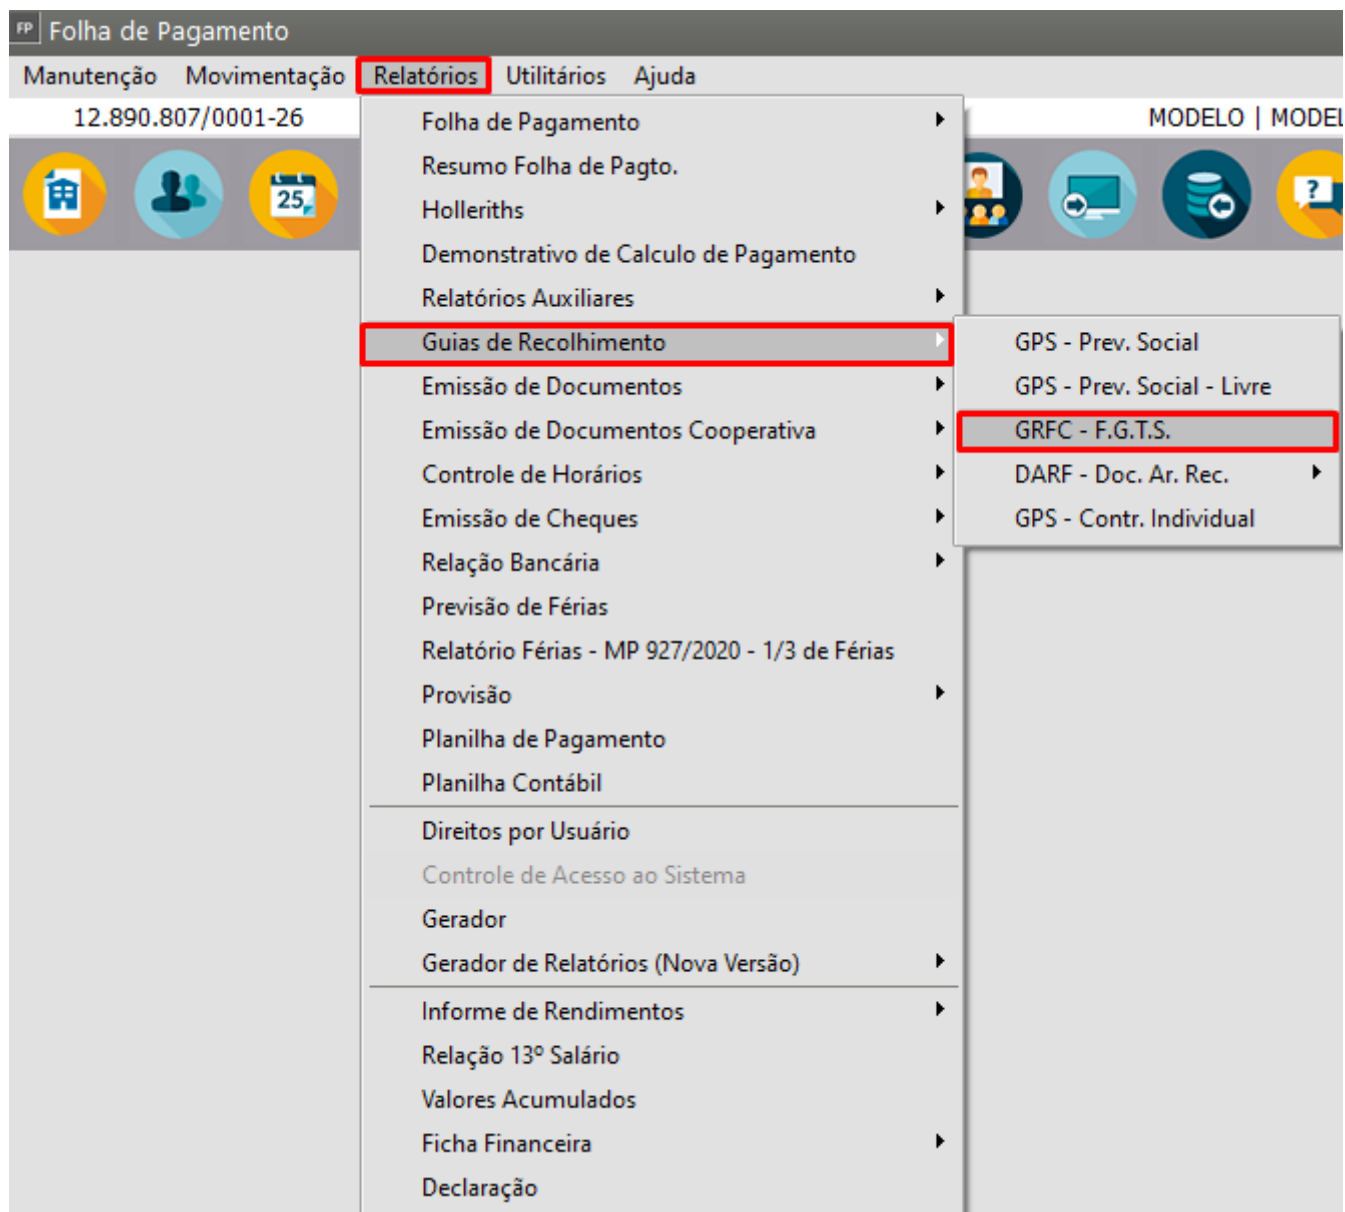 FP Folha de Pagamento
Manutenção Movimentação Relatórios Utilitários Ajuda
12.890.807/0001-26 MODELO | MODEL
25
?
Folha de Pagamento
Resumo Folha de Pagto.
Holleriths
Demonstrativo de Calculo de Pagamento
Relatórios Auxiliares
Guias de Recolhimento
Emissão de Documentos
Emissão de Documentos Cooperativa
Controle de Horários
Emissão de Cheques
Relação Bancária
Previsão de Férias
Relatório Férias - MP 927/2020 - 1/3 de Férias
Provisão
Planilha de Pagamento
Planilha Contábil
Direitos por Usuário
Controle de Acesso ao Sistema
Gerador
Gerador de Relatórios (Nova Versão)
Informe de Rendimentos
Relação 13º Salário
Valores Acumulados
Ficha Financeira
Declaração
GPS - Prev. Social
GPS - Prev. Social - Livre
GRFC - F.G.T.S.
DARF - Doc. Ar. Rec.
GPS - Contr. Individual